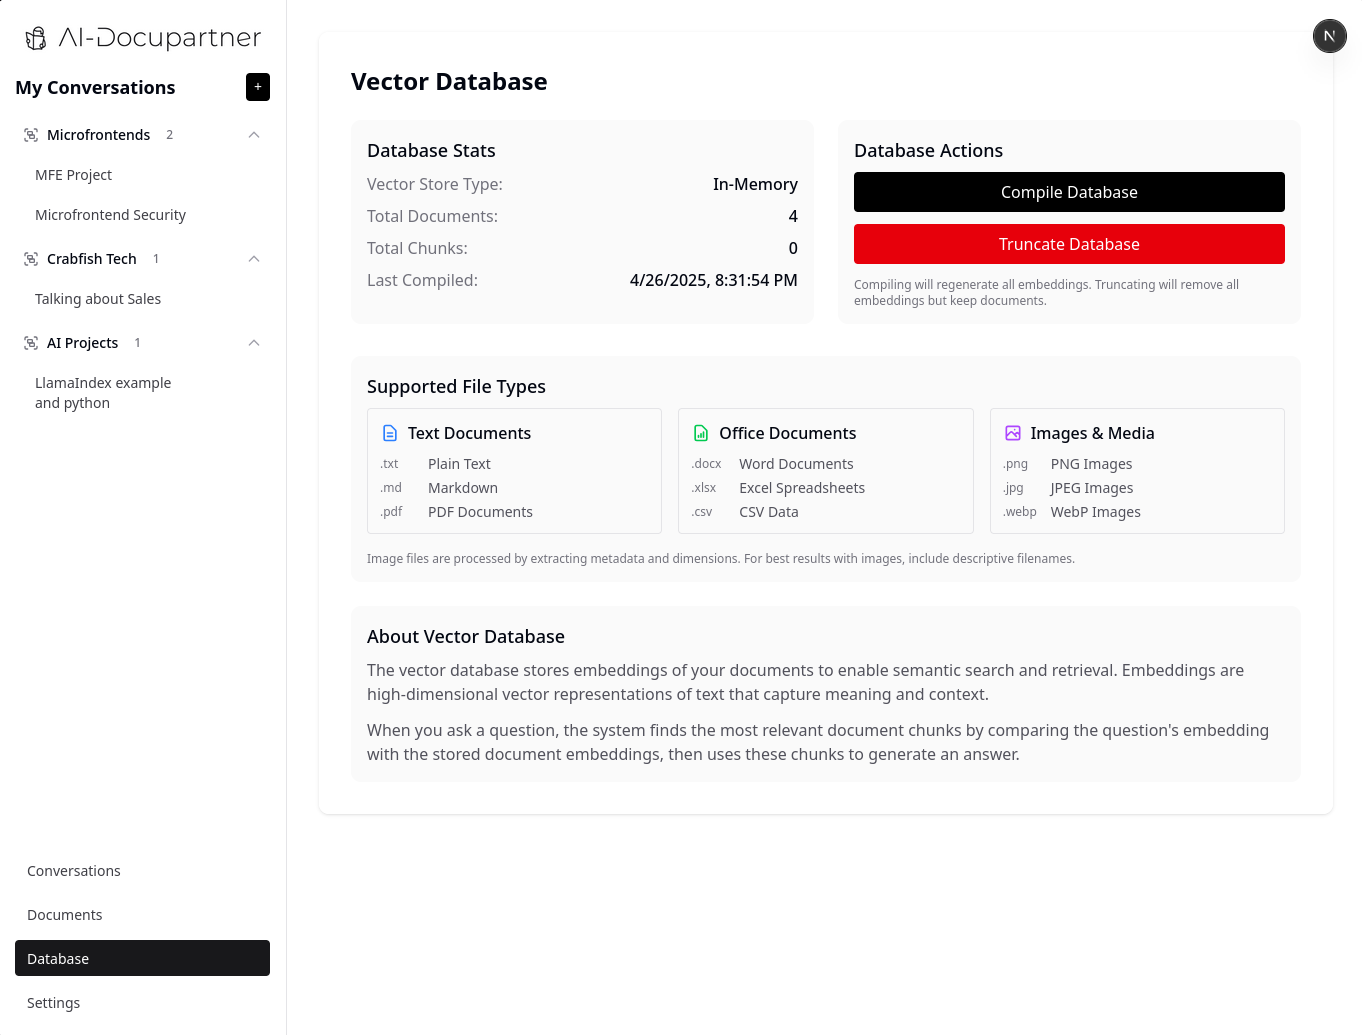 AI-Docupartner
My Conversations
+
Microfrontends 2
MFE Project
Microfrontend Security
Crabfish Tech 1
Talking about Sales
AI Projects 1
LlamaIndex example
and python
Conversations
Documents
Database
Settings
N
Vector Database
Database Stats
Vector Store Type: In-Memory
Total Documents: 4
Total Chunks: 0
Last Compiled: 4/26/2025, 8:31:54 PM
Database Actions
Compile Database
Truncate Database
Compiling will regenerate all embeddings. Truncating will remove all
embeddings but keep documents.
Supported File Types
Text Documents
.txt Plain Text
.md Markdown
.pdf PDF Documents
Office Documents
.docx Word Documents
.xlsx Excel Spreadsheets
.csv CSV Data
Images & Media
.png PNG Images
.jpg JPEG Images
.webp WebP Images
Image files are processed by extracting metadata and dimensions. For best results with images, include descriptive filenames.
About Vector Database
The vector database stores embeddings of your documents to enable semantic search and retrieval. Embeddings are
high-dimensional vector representations of text that capture meaning and context.
When you ask a question, the system finds the most relevant document chunks by comparing the question's embedding
with the stored document embeddings, then uses these chunks to generate an answer.